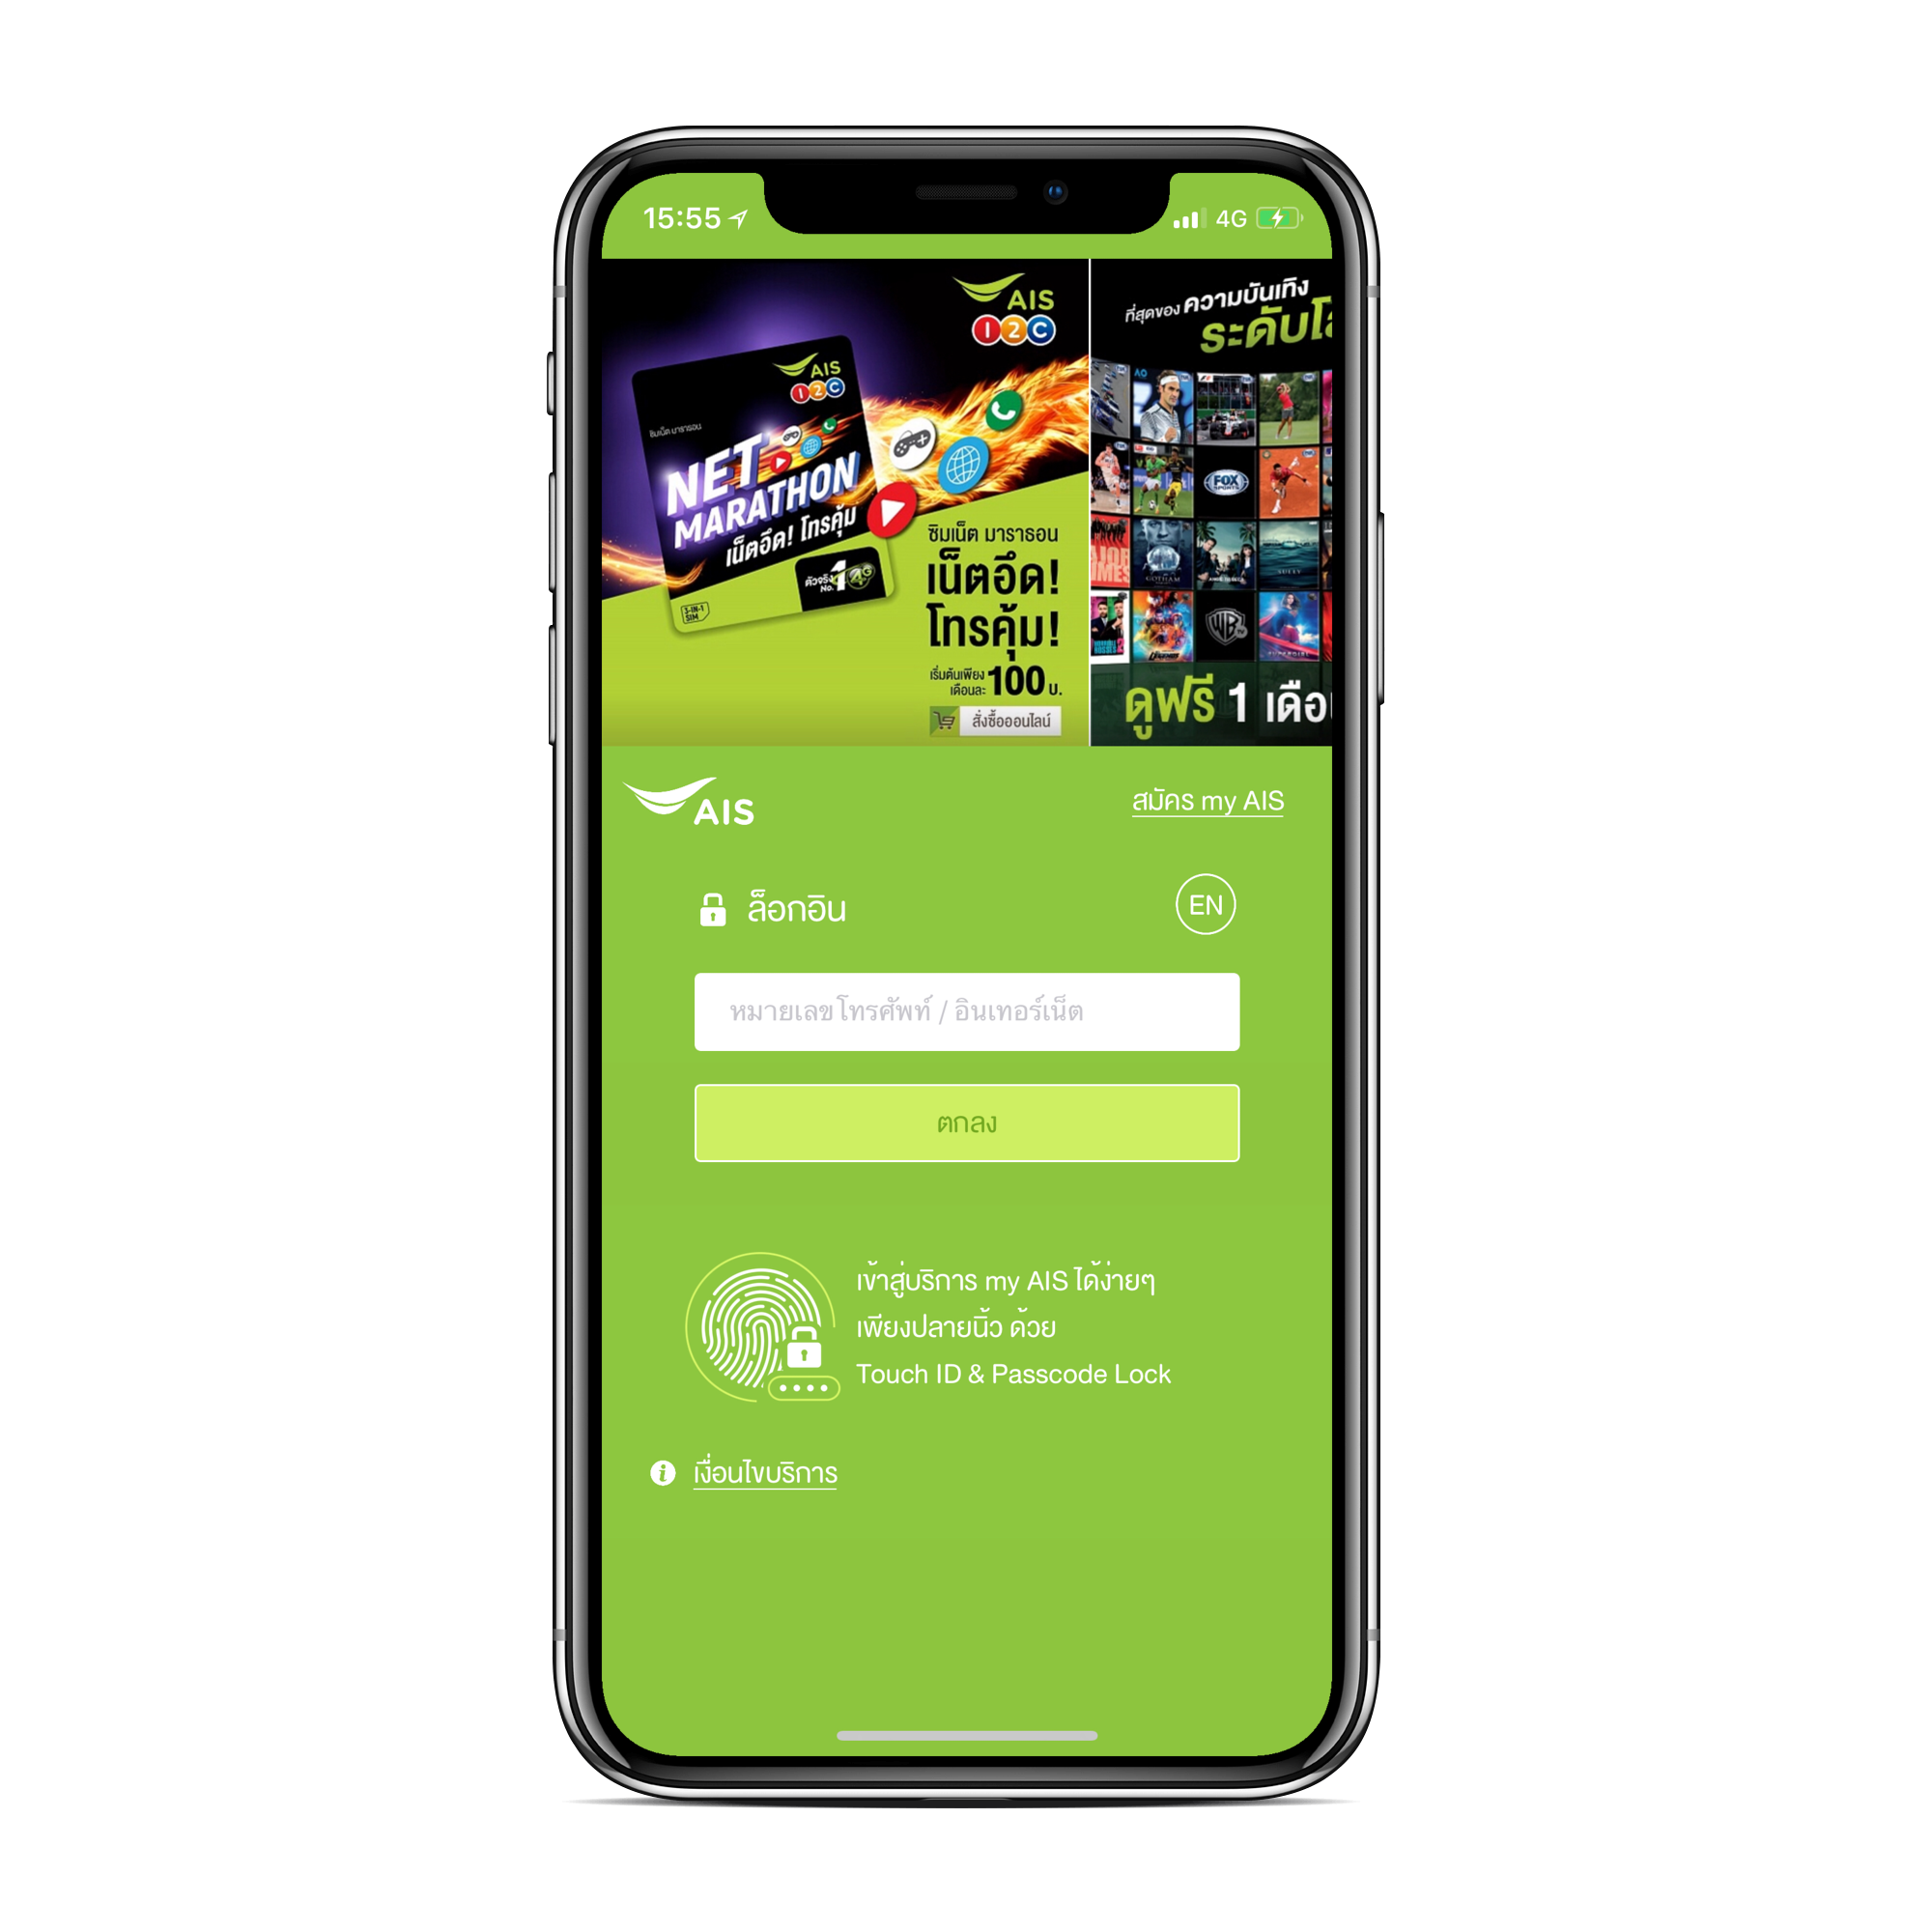 15:55
4G
AIS
12C
AIS
12C
ซิมเน็ต มาราธอน
NET
MARATHON
เน็ตอึด! โทรคุ้ม
ตัวจริง
No.1 4G
3-IN-1
SIM
ซิมเน็ต มาราธอน
เน็ตอึด!
โทรคุ้ม!
เริ่มต้นเพียง
เดือนละ 100 บ.
สั่งซื้อออนไลน์
ที่สุดของ ความบันเทิง
ระดับโ
AO
FOX
SPORTS
GOTHAM
SULLY
WB
SUPERGIRL
ดูฟรี 1 เดือ
AIS
สมัคร my AIS
ล็อกอิน
EN
หมายเลขโทรศัพท์ / อินเทอร์เน็ต
ตกลง
เข้าสู่บริการ my AIS ได้ง่ายๆ
เพียงปลายนิ้ว ด้วย
Touch ID & Passcode Lock
เงื่อนไขบริการ